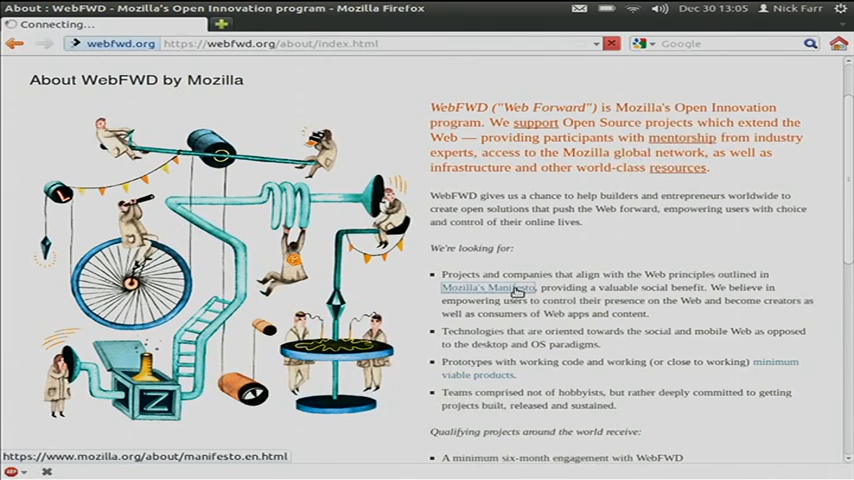 About : WebFWD - Mozilla's Open Innovation program - Mozilla Firefox
Dec 30 13:05
Nick Farr
Connecting...
webfwd.org
https://webfwd.org/about/index.html
Google
About WebFWD by Mozilla
WebFWD ("Web Forward") is Mozilla's Open Innovation
program. We support Open Source projects which extend the
Web — providing participants with mentorship from industry
experts, access to the Mozilla global network, as well as
infrastructure and other world-class resources.
WebFWD gives us a chance to help builders and entrepreneurs worldwide to
create open solutions that push the Web forward, empowering users with choice
and control of their online lives.
We're looking for:
Projects and companies that align with the Web principles outlined in
Mozilla's Manifesto, providing a valuable social benefit. We believe in
empowering users to control their presence on the Web and become creators as
well as consumers of Web apps and content.
Technologies that are oriented towards the social and mobile Web as opposed
to the desktop and OS paradigms.
Prototypes with working code and working (or close to working) minimum
viable products.
Teams comprised not of hobbyists, but rather deeply committed to getting
projects built, released and sustained.
Qualifying projects around the world receive:
A minimum six-month engagement with WebFWD
L
Z
https://www.mozilla.org/about/manifesto.en.html